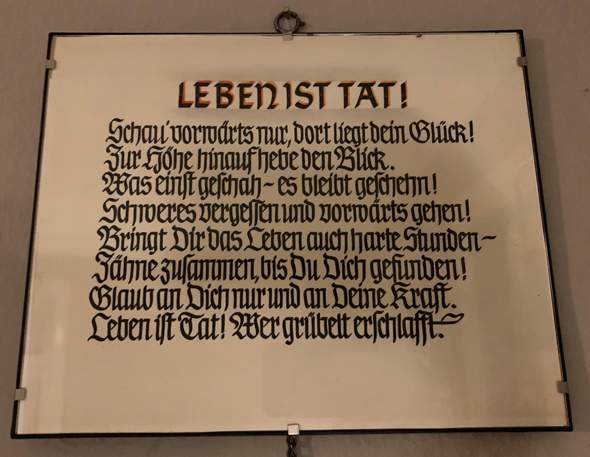 LEBEN IST TAT!
Schau' vorwärts nur, dort liegt dein Glück!
Zur Höhe hinauf hebe den Blick.
Was einst geschah – es bleibt geschehn!
Schweres vergessen und vorwärts gehen!
Bringt Dir das Leben auch harte Stunden –
Zähne zusammen, bis Du Dich gefunden!
Glaub an Dich nur und an Deine Kraft.
Leben ist Tat! Wer grübelt erschlafft.